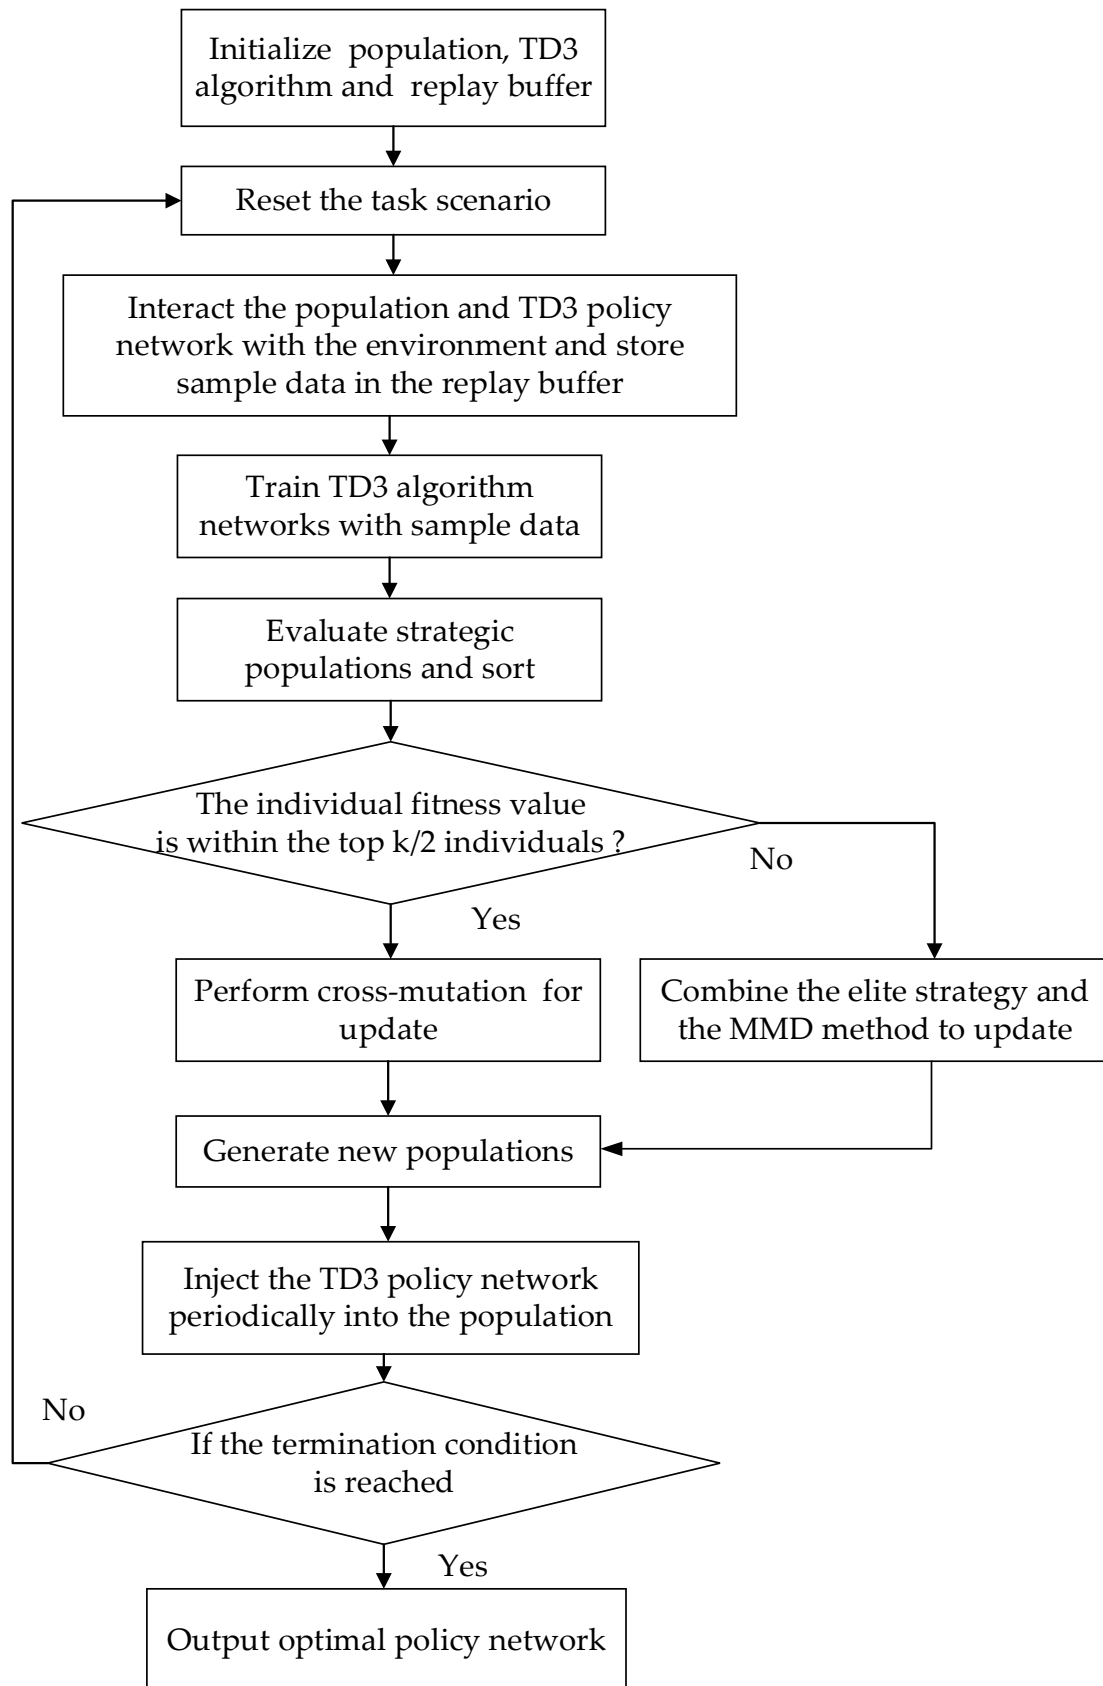 Initialize population, TD3
algorithm and replay buffer
Reset the task scenario
Interact the population and TD3 policy
network with the environment and store
sample data in the replay buffer
Train TD3 algorithm
networks with sample data
Evaluate strategic
populations and sort
The individual fitness value
is within the top k/2 individuals ?
No
Yes
Perform cross-mutation for
update
Combine the elite strategy and
the MMD method to update
Generate new populations
Inject the TD3 policy network
periodically into the population
No
If the termination condition
is reached
Yes
Output optimal policy network